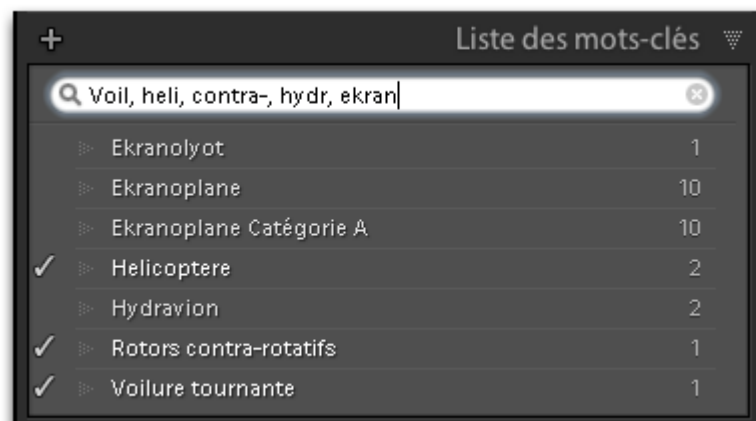 Liste des mots-clés
Voil, heli, contra-, hydr, ekran
Ekranolyot 1
Ekranoplane 10
Ekranoplane Catégorie A 10
Helicoptere 2
Hydravion 2
Rotors contra-rotatifs 1
Voilure tournante 1